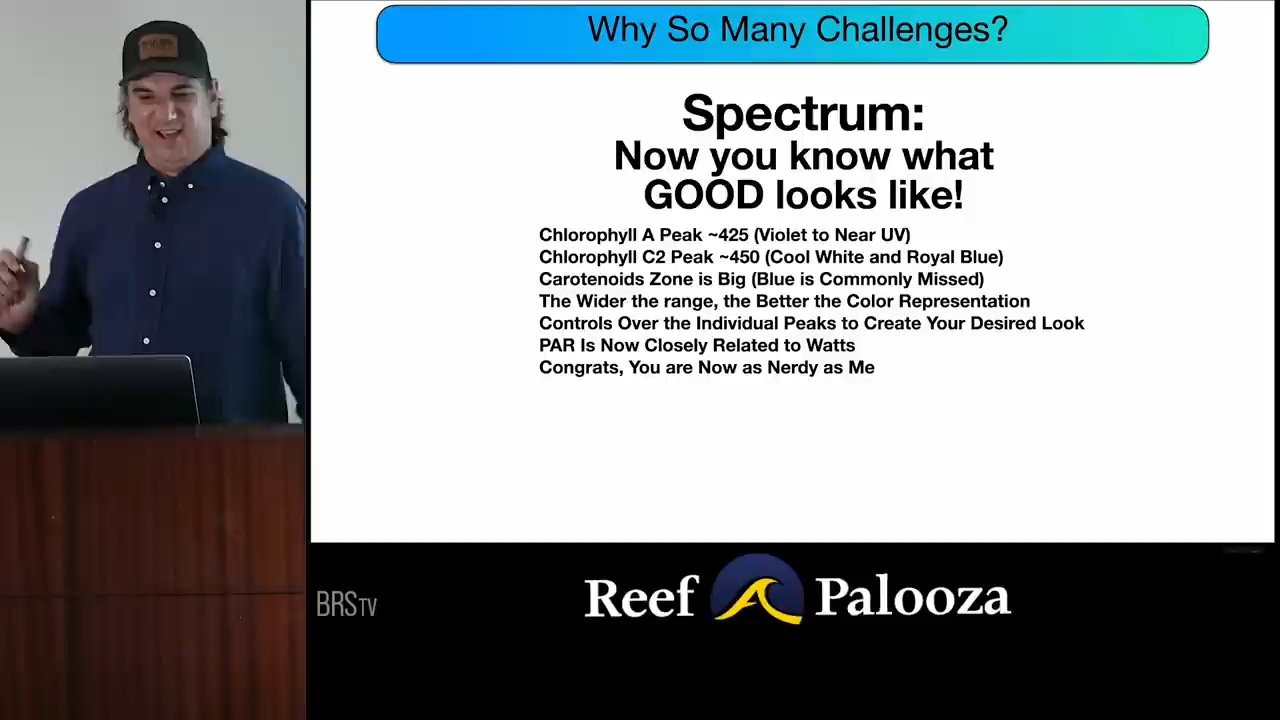 Why So Many Challenges?
Spectrum:
Now you know what
GOOD looks like!
Chlorophyll A Peak ~425 (Violet to Near UV)
Chlorophyll C2 Peak ~450 (Cool White and Royal Blue)
Carotenoids Zone is Big (Blue is Commonly Missed)
The Wider the range, the Better the Color Representation
Controls Over the Individual Peaks to Create Your Desired Look
PAR Is Now Closely Related to Watts
Congrats, You are Now as Nerdy as Me
BRSTV
Reef Palooza